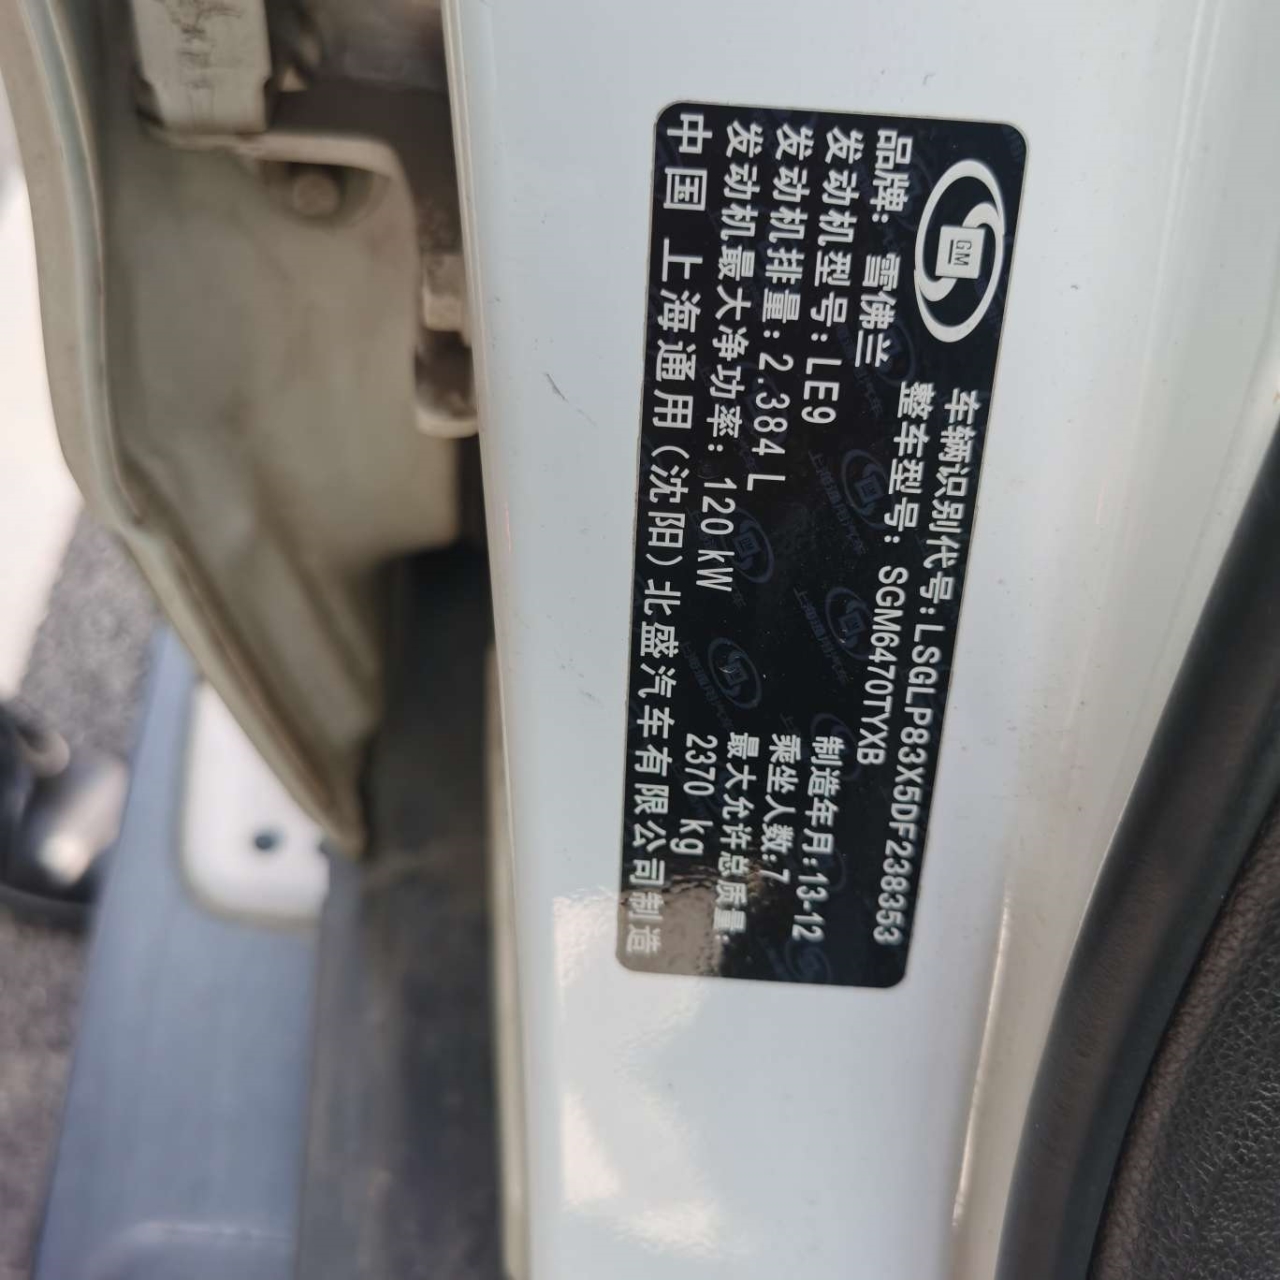 GM
车辆识别代号:LSGLP83X5DF238353
品牌: 雪佛兰 整车型号: SGM6470TYXB
发动机型号:LE9 制造年月:13-12
发动机排量:2.384 L 乘坐人数:7
发动机最大净功率: 120 kW 最大允许总质量:
2370 kg
中国 上海通用(沈阳)北盛汽车有限公司制造